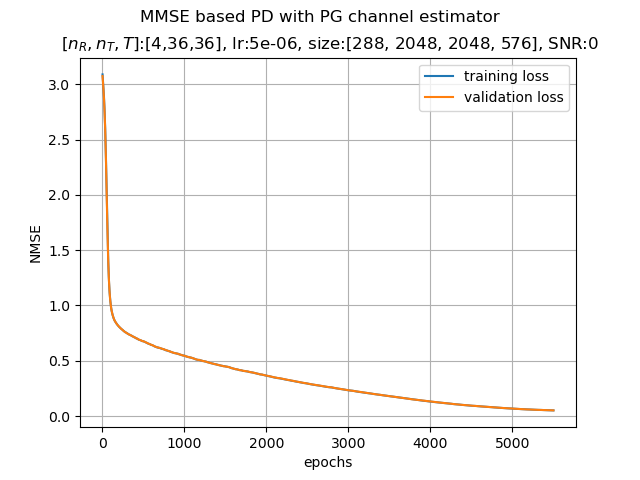 MMSE based PD with PG channel estimator
[n_R, n_T, T]:[4,36,36], lr:5e-06, size:[288, 2048, 2048, 576], SNR:0
training loss
validation loss
NMSE
3.0
2.5
2.0
1.5
1.0
0.5
0.0
0 1000 2000 3000 4000 5000
epochs